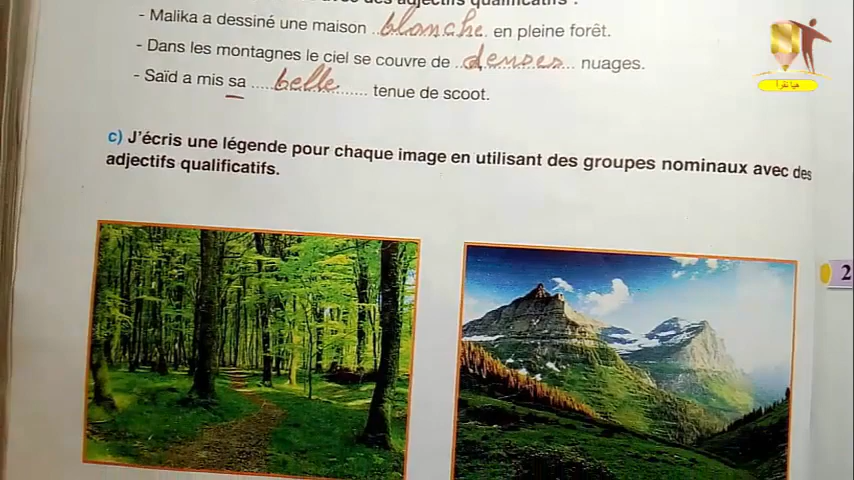 - Malika a dessiné une maison ..blanche.. en pleine forêt.
- Dans les montagnes le ciel se couvre de ..denses.. nuages.
- Saïd a mis sa ....belle.... tenue de scoot.
c) J'écris une légende pour chaque image en utilisant des groupes nominaux avec des
adjectifs qualificatifs.
هيا نقرأ
2